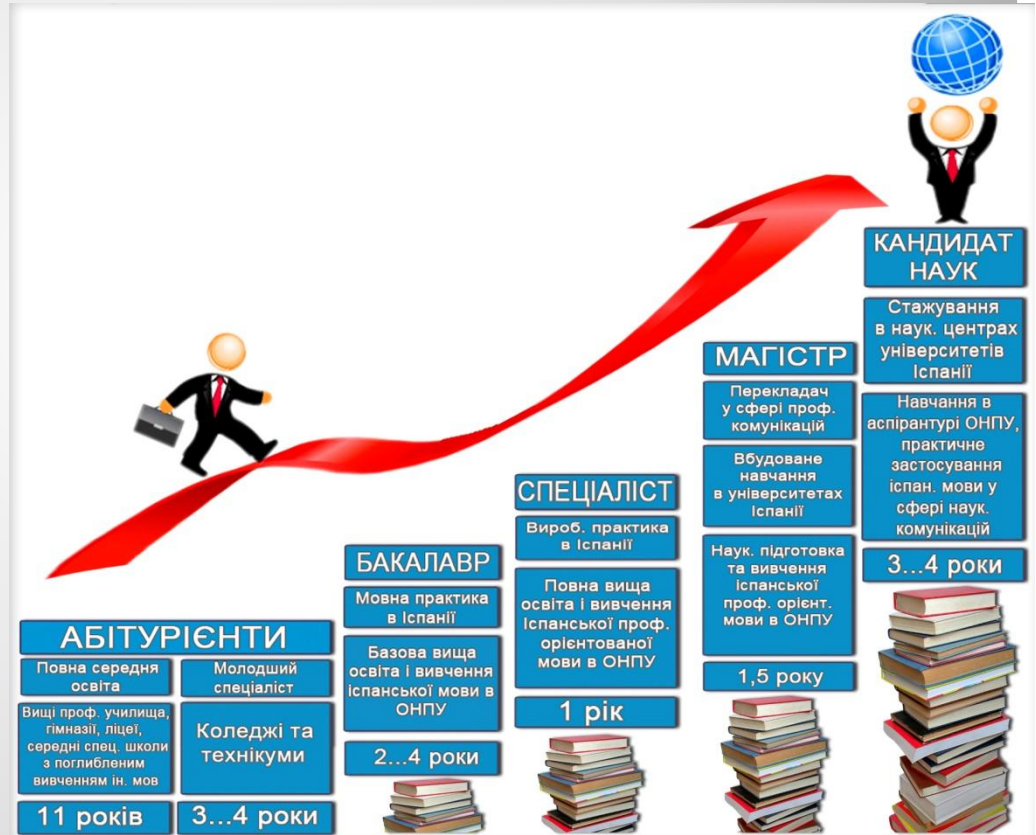 АБІТУРІЄНТИ
Повна середня
освіта
Вищі проф. училища,
гімназії, ліцеї,
середні спец. школи
з поглибленим
вивченням ін. мов
11 років
Молодший
спеціаліст
Коледжі та
технікуми
3...4 роки
БАКАЛАВР
Мовна практика
в Іспанії
Базова вища
освіта і вивчення
іспанської мови в
ОНПУ
2...4 роки
СПЕЦІАЛІСТ
Вироб. практика
в Іспанії
Повна вища
освіта і вивчення
Іспанської проф.
орієнтованої
мови в ОНПУ
1 рік
МАГІСТР
Перекладач
у сфері проф.
комунікацій
Вбудоване
навчання
в університетах
Іспанії
Наук. підготовка
та вивчення
іспанської
проф. орієнт.
мови в ОНПУ
1,5 року
КАНДИДАТ
НАУК
Стажування
в наук. центрах
університетів
Іспанії
Навчання в
аспірантурі ОНПУ,
практичне
застосування
іспан. мови у
сфері наук.
комунікацій
3...4 роки